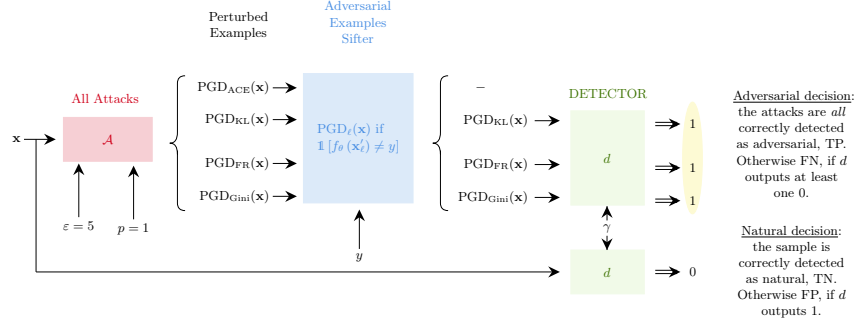 Perturbed
Examples
Adversarial
Examples
Sifter
All Attacks
x
𝒜
ε = 5
p = 1
PGD_ACE(x)
PGD_KL(x)
PGD_FR(x)
PGD_Gini(x)
PGD_ℓ(x) if
𝟙 [f_θ (x′_ℓ) ≠ y]
y
–
PGD_KL(x)
PGD_FR(x)
PGD_Gini(x)
DETECTOR
d
γ
d
1
1
1
0
Adversarial decision:
the attacks are all
correctly detected
as adversarial, TP.
Otherwise FN, if d
outputs at least
one 0.
Natural decision:
the sample is
correctly detected
as natural, TN.
Otherwise FP, if d
outputs 1.